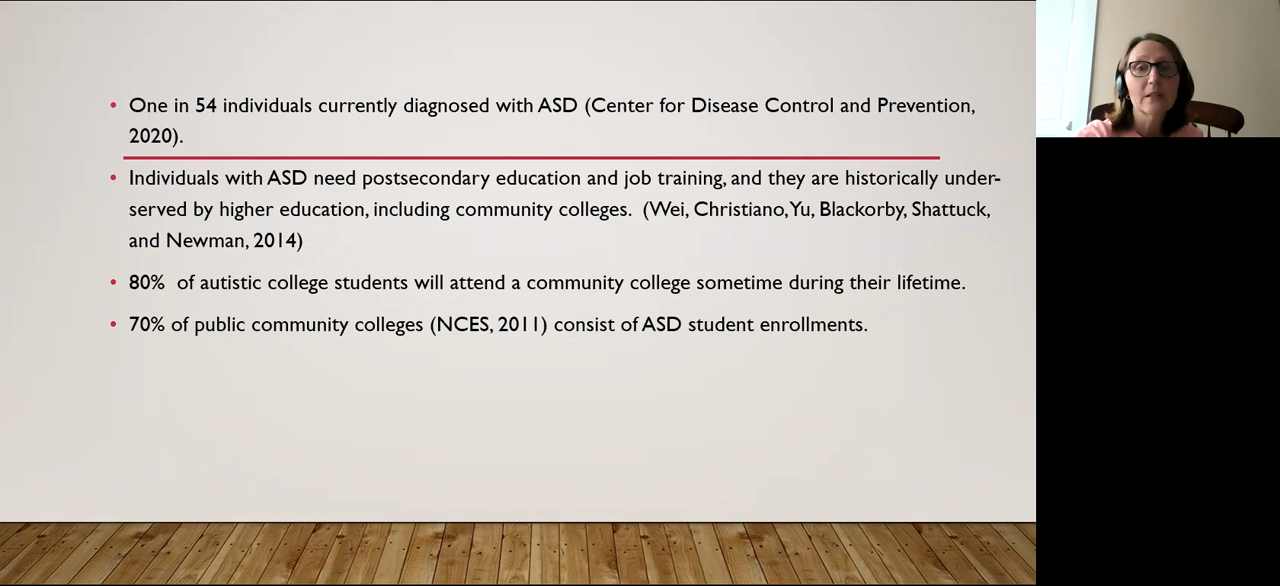 • One in 54 individuals currently diagnosed with ASD (Center for Disease Control and Prevention,
2020).
• Individuals with ASD need postsecondary education and job training, and they are historically under-
served by higher education, including community colleges.  (Wei, Christiano, Yu, Blackorby, Shattuck,
and Newman, 2014)
• 80%  of autistic college students will attend a community college sometime during their lifetime.
• 70% of public community colleges (NCES, 2011) consist of ASD student enrollments.